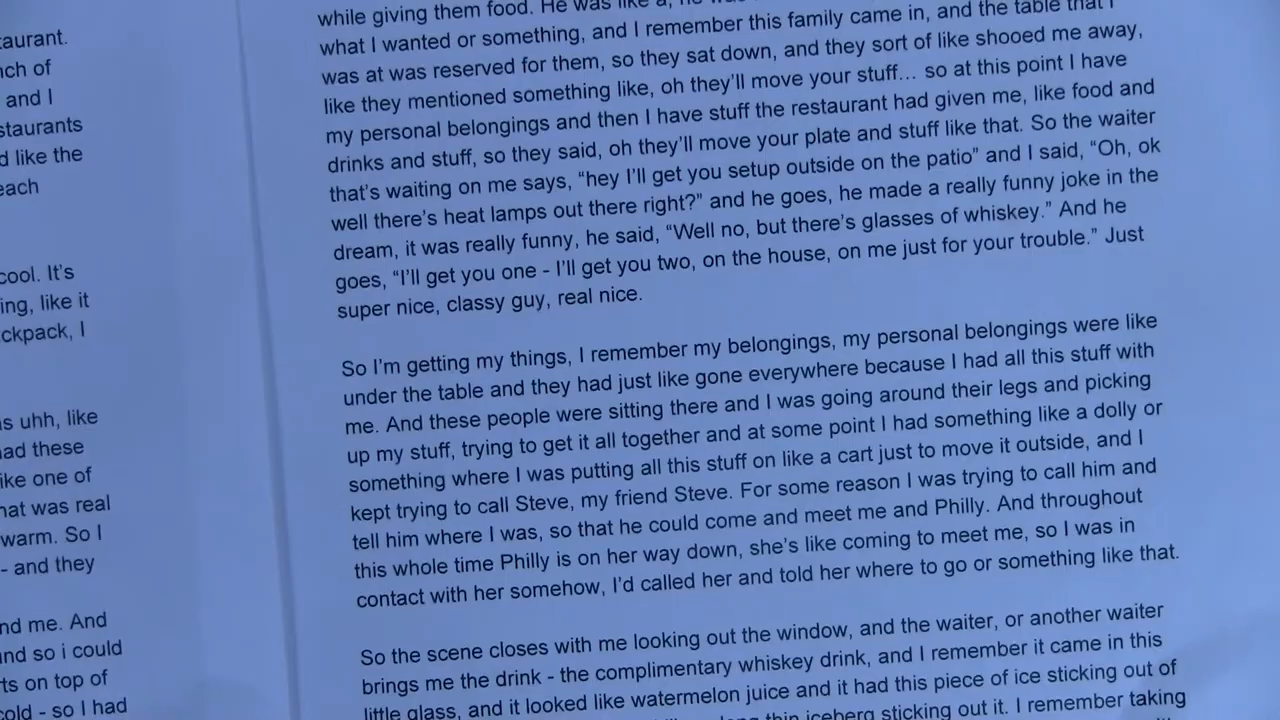 taurant.
nch of
and I
staurants
d like the
each
cool. It's
ing, like it
ckpack, I
s uhh, like
had these
ike one of
hat was real
warm. So I
- and they
nd me. And
and so i could
ts on top of
cold - so I had
while giving them food. He was like a, he
what I wanted or something, and I remember this family came in, and the table that I
was at was reserved for them, so they sat down, and they sort of like shooed me away,
like they mentioned something like, oh they'll move your stuff... so at this point I have
my personal belongings and then I have stuff the restaurant had given me, like food and
drinks and stuff, so they said, oh they'll move your plate and stuff like that. So the waiter
that's waiting on me says, “hey I'll get you setup outside on the patio” and I said, “Oh, ok
well there's heat lamps out there right?” and he goes, he made a really funny joke in the
dream, it was really funny, he said, “Well no, but there's glasses of whiskey.” And he
goes, “I'll get you one - I'll get you two, on the house, on me just for your trouble.” Just
super nice, classy guy, real nice.
So I'm getting my things, I remember my belongings, my personal belongings were like
under the table and they had just like gone everywhere because I had all this stuff with
me. And these people were sitting there and I was going around their legs and picking
up my stuff, trying to get it all together and at some point I had something like a dolly or
something where I was putting all this stuff on like a cart just to move it outside, and I
kept trying to call Steve, my friend Steve. For some reason I was trying to call him and
tell him where I was, so that he could come and meet me and Philly. And throughout
this whole time Philly is on her way down, she's like coming to meet me, so I was in
contact with her somehow, I'd called her and told her where to go or something like that.
So the scene closes with me looking out the window, and the waiter, or another waiter
brings me the drink - the complimentary whiskey drink, and I remember it came in this
little glass, and it looked like watermelon juice and it had this piece of ice sticking out of
thin iceberg sticking out it. I remember taking